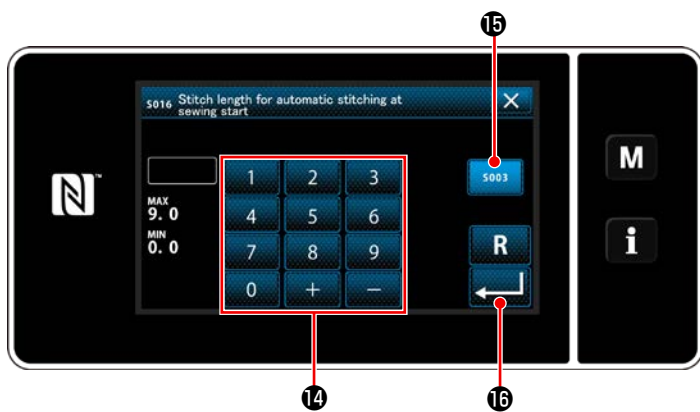 ⓯
S016 Stitch length for automatic stitching at
sewing start
1 2 3
S003
M
N
MAX
9. 0
4 5 6
MIN
0. 0
7 8 9
R
i
0 + −
⓮
⓰